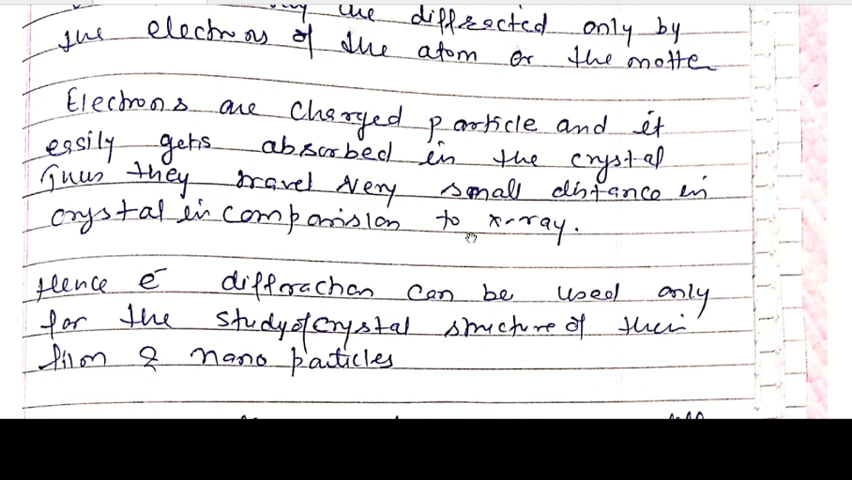 the diffracted only by
the electrons of the atom or the matte
Electrons are charged particle and it
easily gets absorbed in the crystal
Thus they travel very small distance in
crystal in comparision to x-ray.
Hence e⁻ diffraction can be used only
for the study of crystal structure of thin
film & nano particles